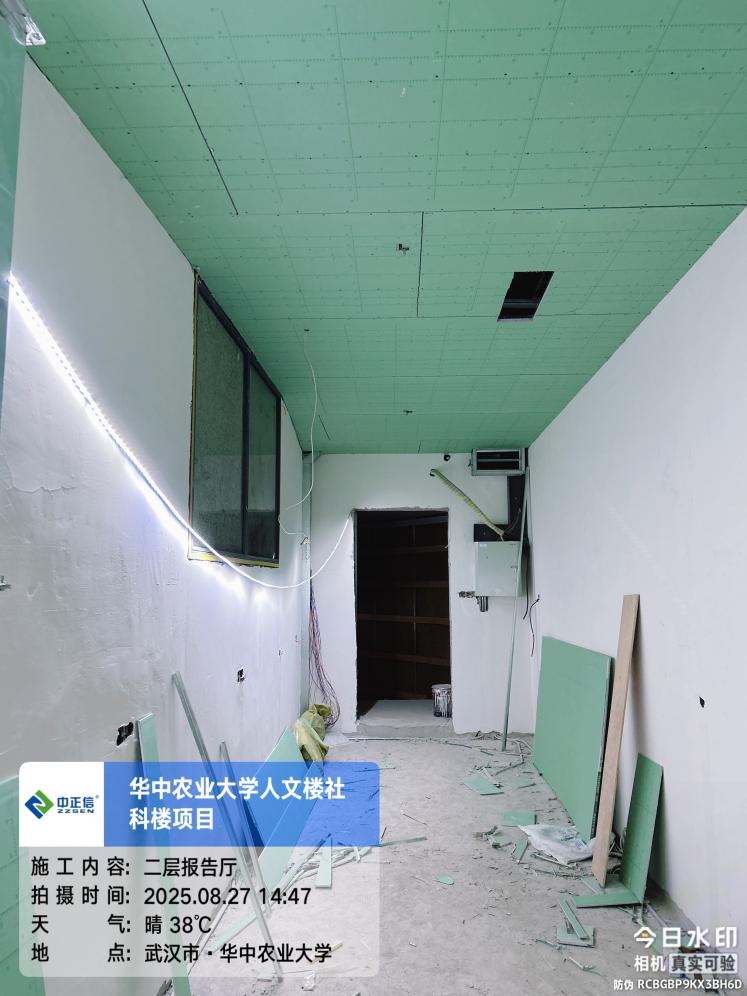 中正信®
ZZSEN
华中农业大学人文楼社
科楼项目
施工内容: 二层报告厅
拍摄时间: 2025.08.27 14:47
天气: 晴 38℃
地点: 武汉市·华中农业大学
今日水印
相机 真实可验
防伪 RCBGBP9KX3BH6D